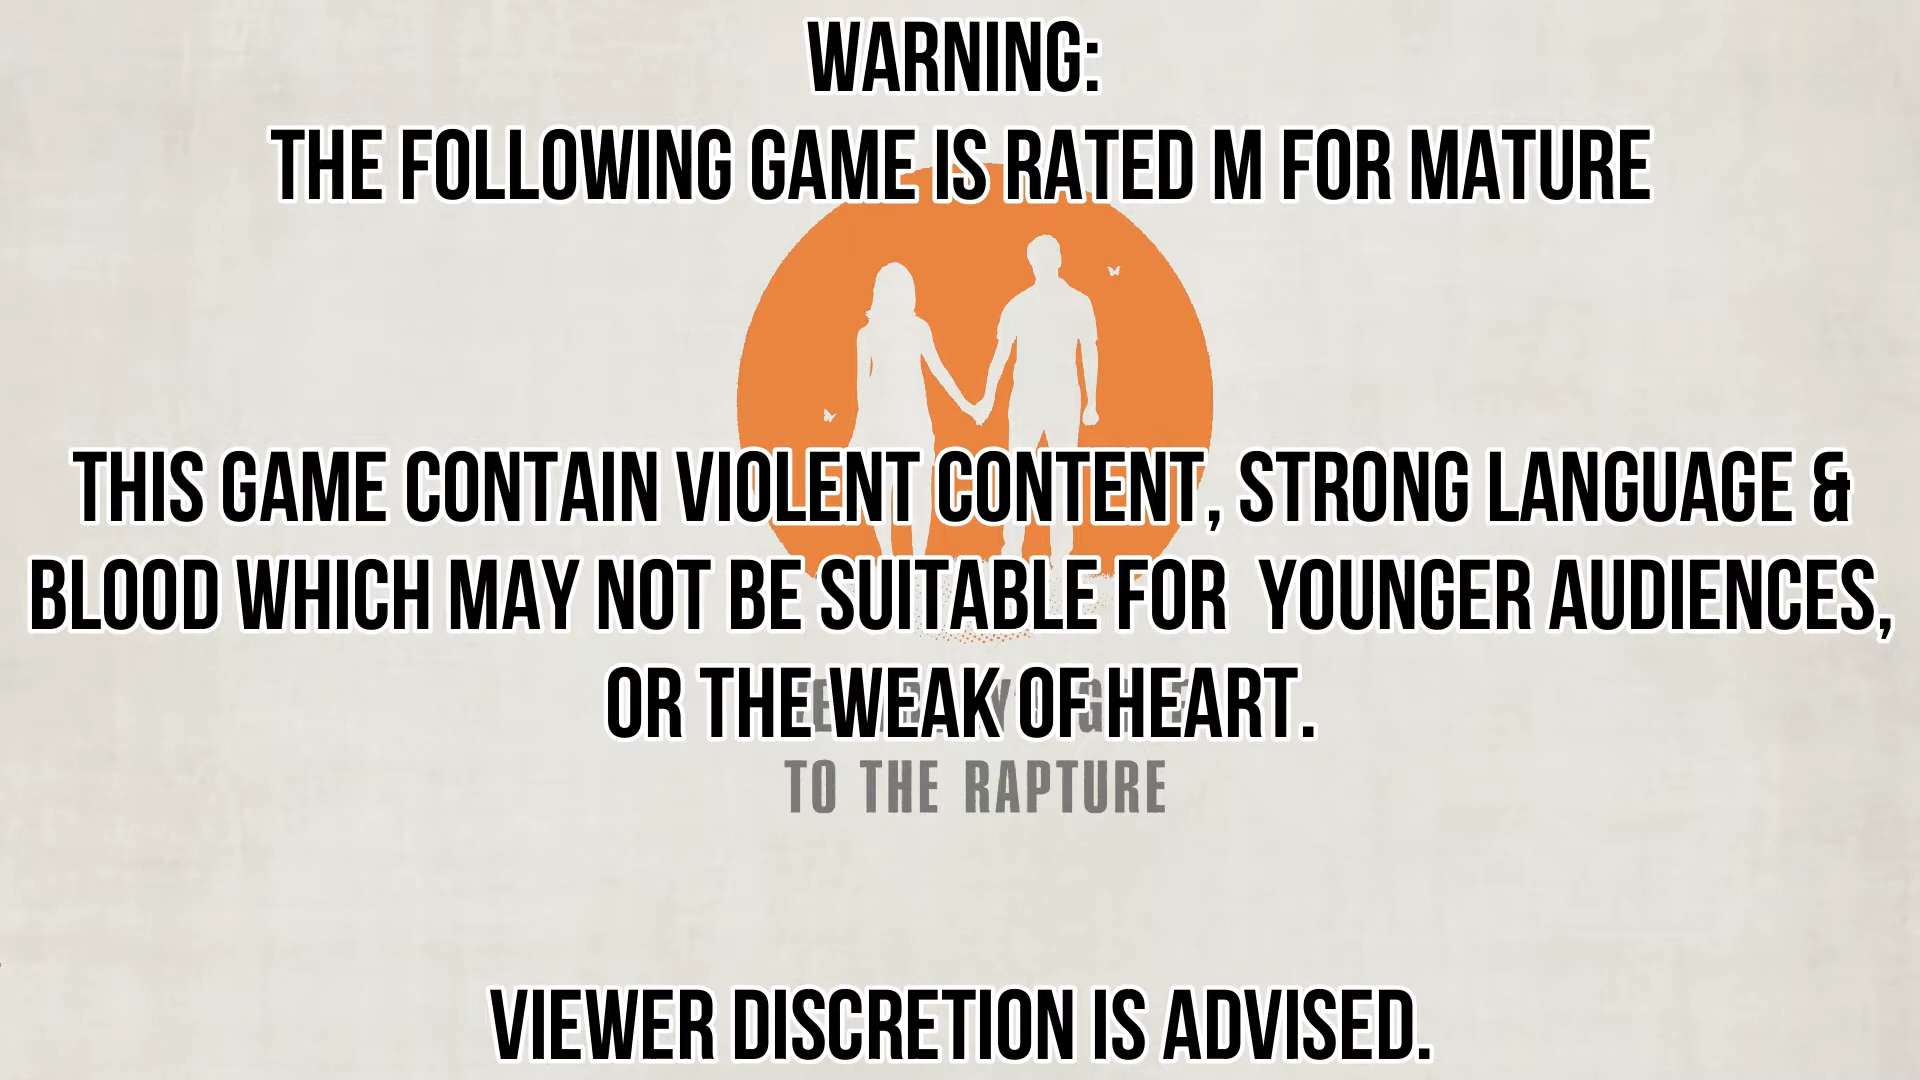 WARNING:
THE FOLLOWING GAME IS RATED M FOR MATURE
THIS GAME CONTAIN VIOLENT CONTENT, STRONG LANGUAGE &
BLOOD WHICH MAY NOT BE SUITABLE FOR YOUNGER AUDIENCES,
OR THE WEAK OF HEART.
TO THE RAPTURE
VIEWER DISCRETION IS ADVISED.